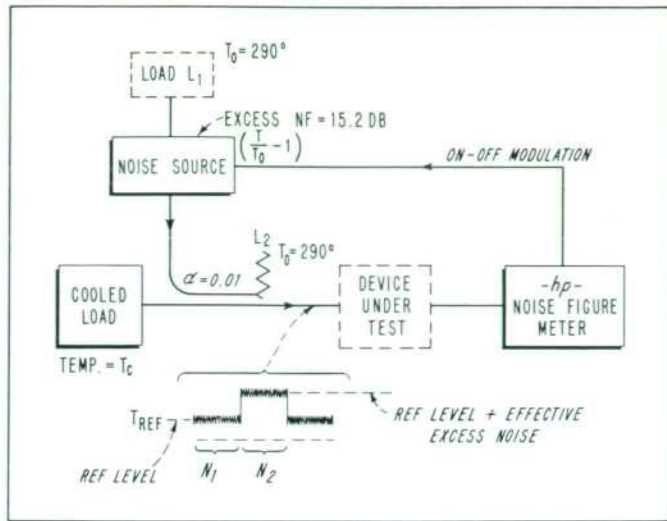 T₀ = 290°
LOAD L₁
EXCESS NF = 15.2 DB
(T/T₀ - 1)
NOISE SOURCE
ON-OFF MODULATION
L₂
T₀ = 290°
α = 0.01
COOLED LOAD
DEVICE UNDER TEST
-hp- NOISE FIGURE METER
TEMP. = T_C
T_REF
REF LEVEL + EFFECTIVE EXCESS NOISE
REF LEVEL
N₁
N₂